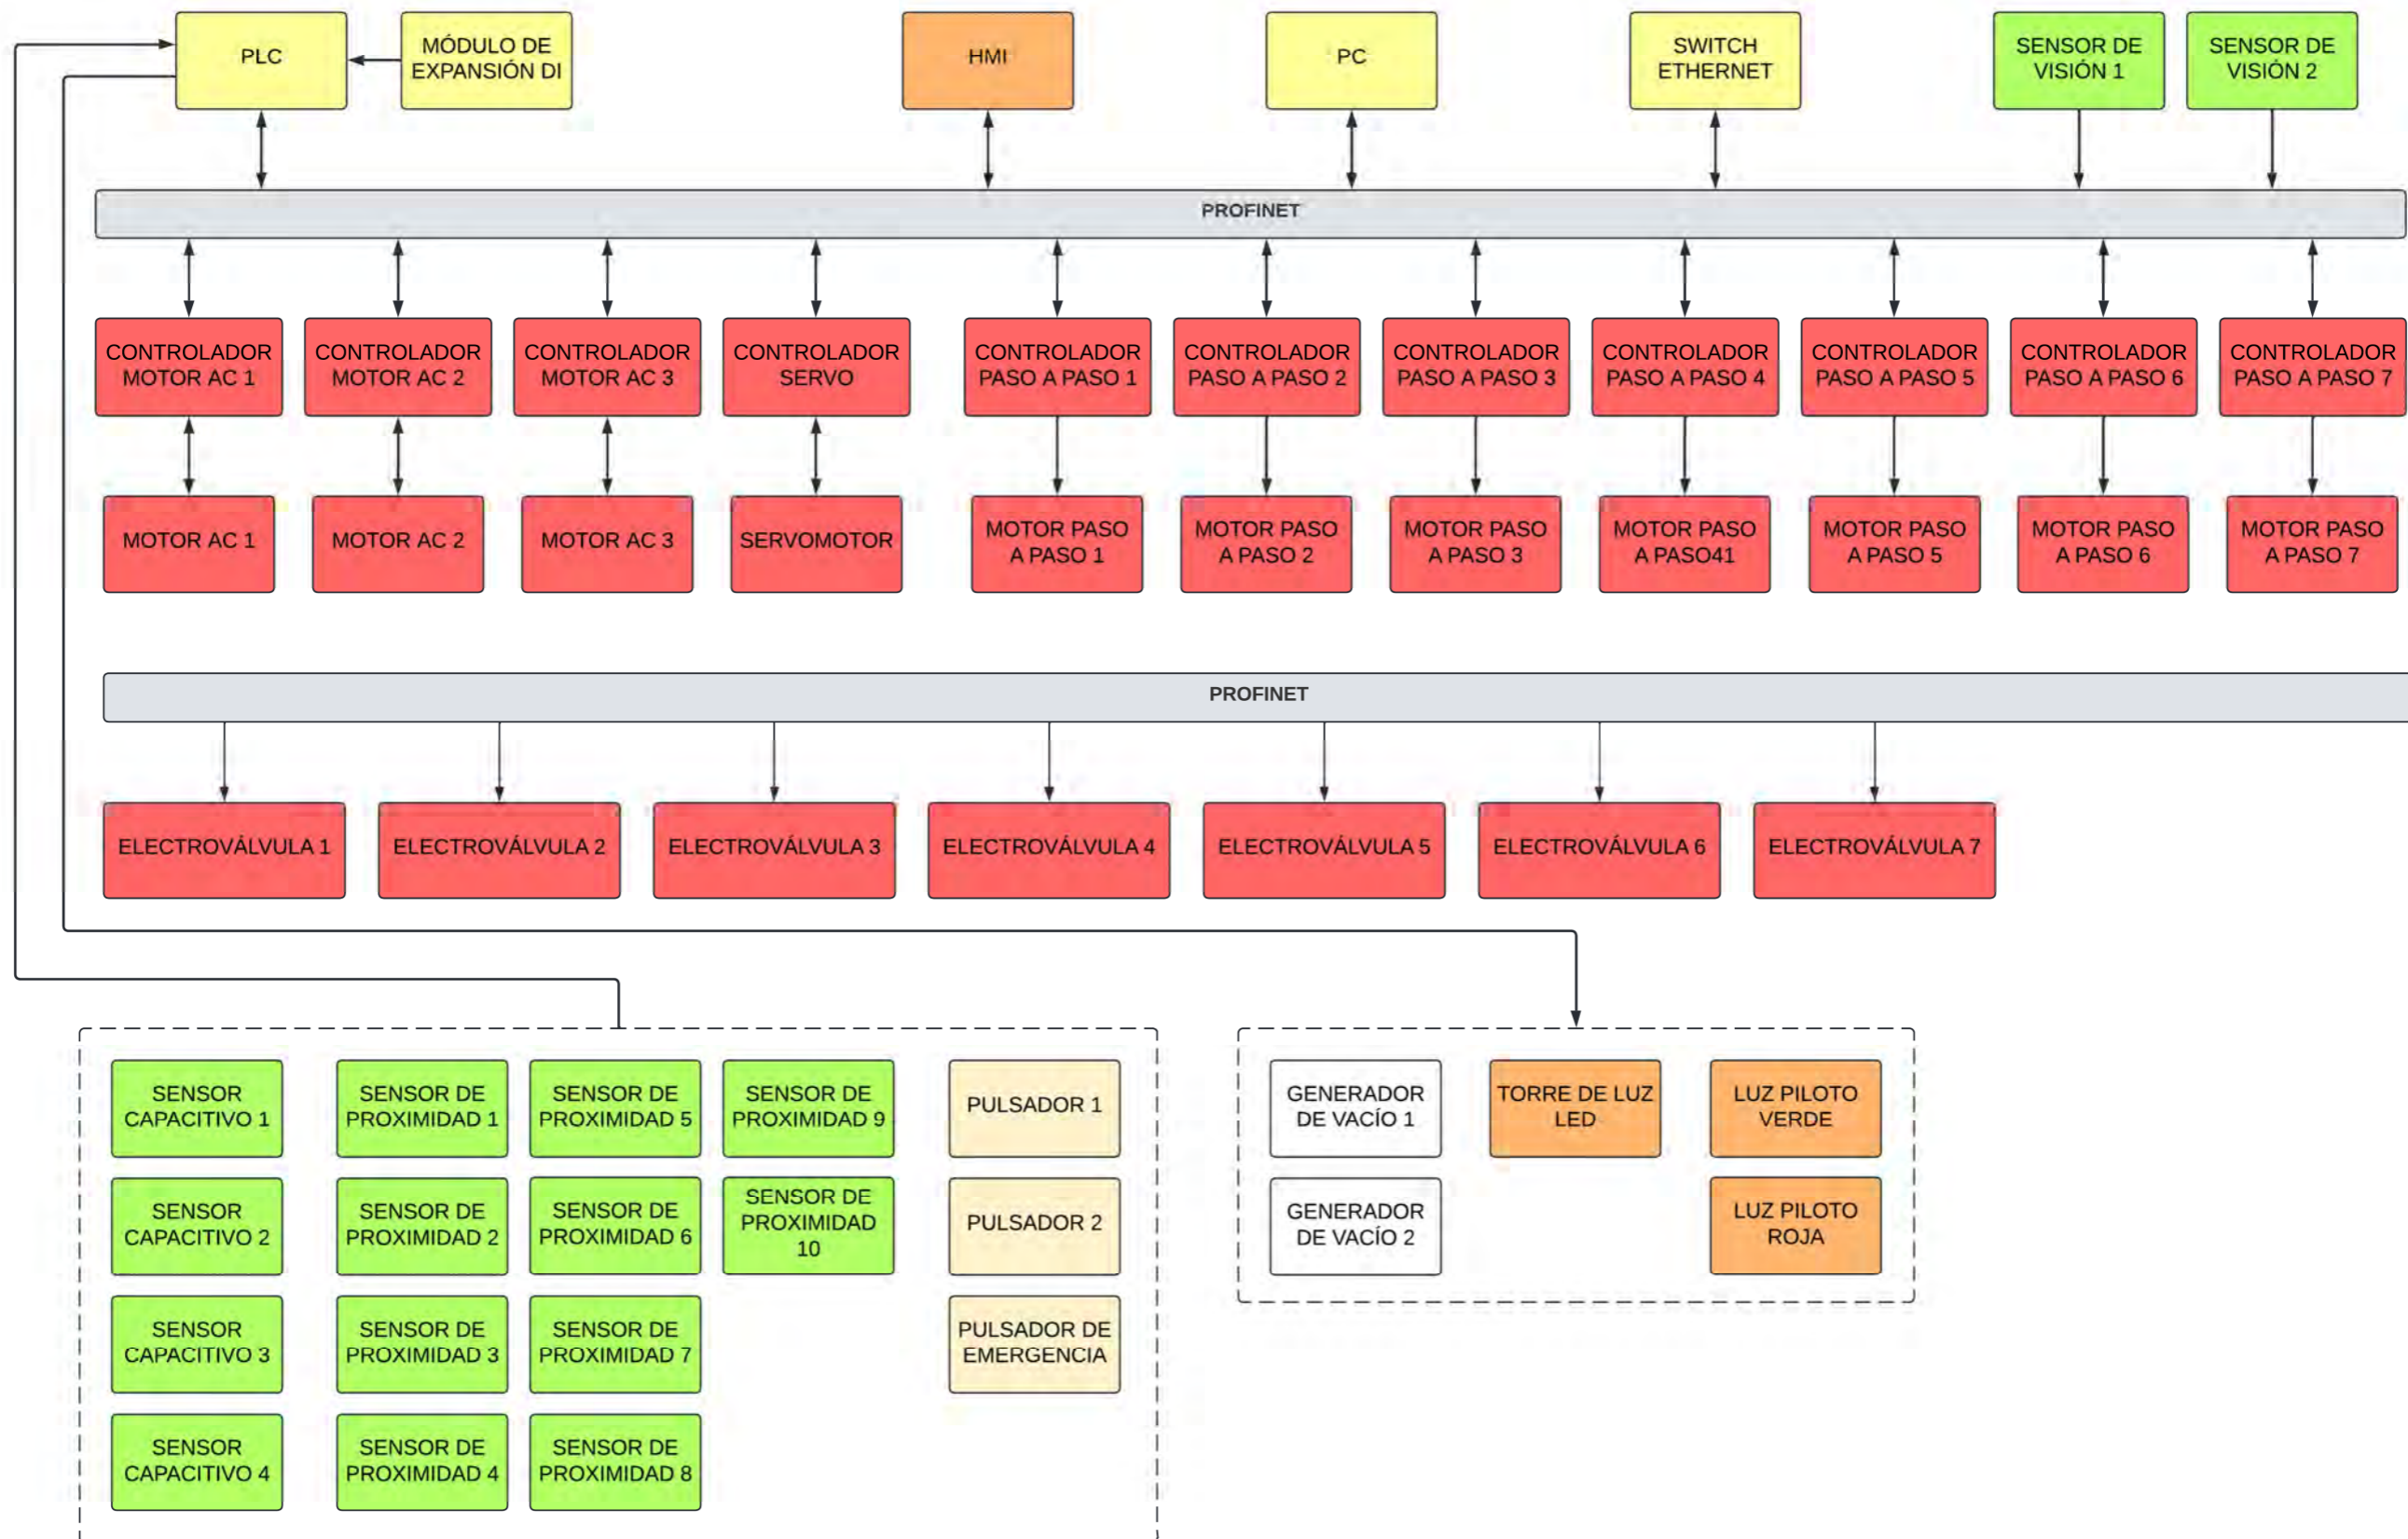 PLC
MÓDULO DE
EXPANSIÓN DI
HMI
PC
SWITCH
ETHERNET
SENSOR DE
VISIÓN 1
SENSOR DE
VISIÓN 2
PROFINET
CONTROLADOR
MOTOR AC 1
CONTROLADOR
MOTOR AC 2
CONTROLADOR
MOTOR AC 3
CONTROLADOR
SERVO
CONTROLADOR
PASO A PASO 1
CONTROLADOR
PASO A PASO 2
CONTROLADOR
PASO A PASO 3
CONTROLADOR
PASO A PASO 4
CONTROLADOR
PASO A PASO 5
CONTROLADOR
PASO A PASO 6
CONTROLADOR
PASO A PASO 7
MOTOR AC 1
MOTOR AC 2
MOTOR AC 3
SERVOMOTOR
MOTOR PASO
A PASO 1
MOTOR PASO
A PASO 2
MOTOR PASO
A PASO 3
MOTOR PASO
A PASO41
MOTOR PASO
A PASO 5
MOTOR PASO
A PASO 6
MOTOR PASO
A PASO 7
PROFINET
ELECTROVÁLVULA 1
ELECTROVÁLVULA 2
ELECTROVÁLVULA 3
ELECTROVÁLVULA 4
ELECTROVÁLVULA 5
ELECTROVÁLVULA 6
ELECTROVÁLVULA 7
SENSOR
CAPACITIVO 1
SENSOR DE
PROXIMIDAD 1
SENSOR DE
PROXIMIDAD 5
SENSOR DE
PROXIMIDAD 9
PULSADOR 1
GENERADOR
DE VACÍO 1
TORRE DE LUZ
LED
LUZ PILOTO
VERDE
SENSOR
CAPACITIVO 2
SENSOR DE
PROXIMIDAD 2
SENSOR DE
PROXIMIDAD 6
SENSOR DE
PROXIMIDAD
10
PULSADOR 2
GENERADOR
DE VACÍO 2
LUZ PILOTO
ROJA
SENSOR
CAPACITIVO 3
SENSOR DE
PROXIMIDAD 3
SENSOR DE
PROXIMIDAD 7
PULSADOR DE
EMERGENCIA
SENSOR
CAPACITIVO 4
SENSOR DE
PROXIMIDAD 4
SENSOR DE
PROXIMIDAD 8